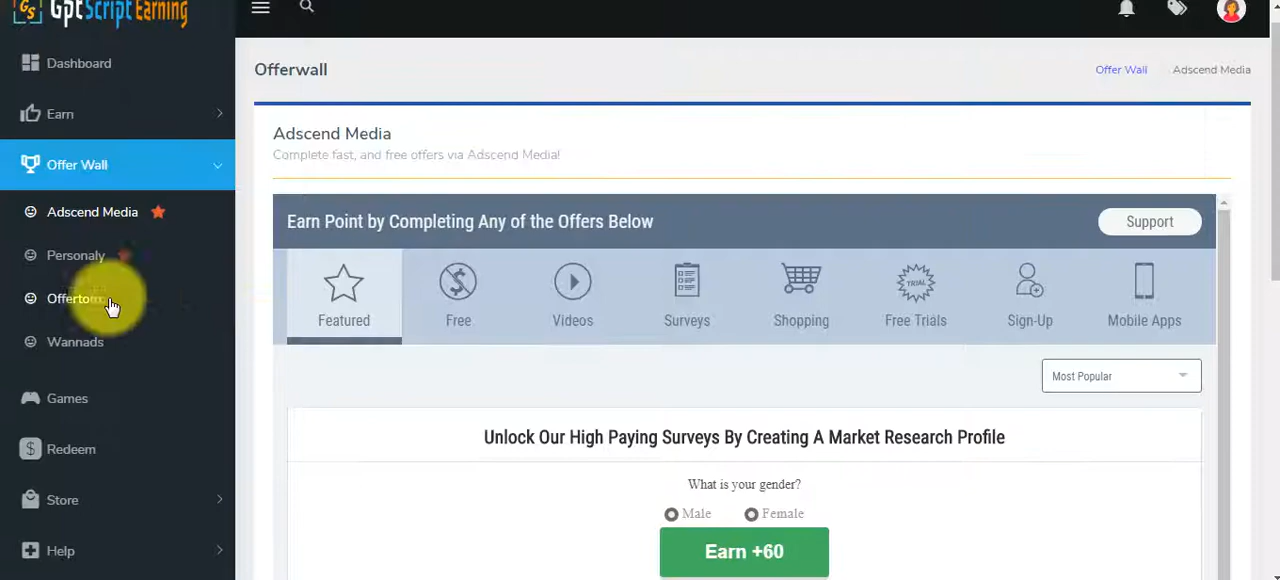 GptScript Earning
Dashboard
Earn
Offer Wall
Adscend Media
Personaly
Wannads
Games
Redeem
Store
Help
Offerwall
Offer Wall
Adscend Media
Adscend Media
Complete fast, and free offers via Adscend Media!
Earn Point by Completing Any of the Offers Below
Support
Featured
Free
Videos
Surveys
Shopping
TRIAL
Free Trials
Sign-Up
Mobile Apps
Most Popular
Unlock Our High Paying Surveys By Creating A Market Research Profile
What is your gender?
Male
Female
Earn +60